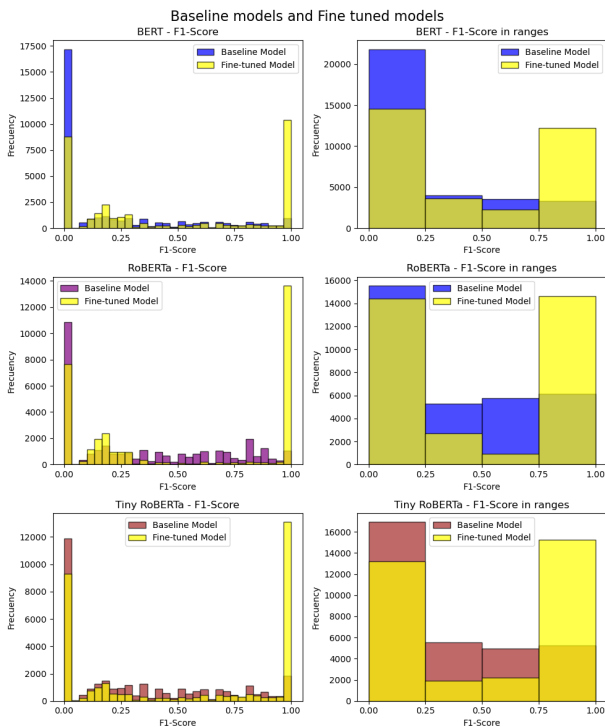 Baseline models and Fine tuned models
BERT - F1-Score
17500
15000
12500
10000
7500
5000
2500
0
Frecuency
Baseline Model
Fine-tuned Model
0.00 0.25 0.50 0.75 1.00
F1-Score
BERT - F1-Score in ranges
20000
15000
10000
5000
0
Frecuency
Baseline Model
Fine-tuned Model
0.00 0.25 0.50 0.75 1.00
F1-Score
RoBERTa - F1-Score
14000
12000
10000
8000
6000
4000
2000
0
Frecuency
Baseline Model
Fine-tuned Model
0.00 0.25 0.50 0.75 1.00
F1-Score
RoBERTa - F1-Score in ranges
16000
14000
12000
10000
8000
6000
4000
2000
0
Frecuency
Baseline Model
Fine-tuned Model
0.00 0.25 0.50 0.75 1.00
F1-Score
Tiny RoBERTa - F1-Score
12000
10000
8000
6000
4000
2000
0
Frecuency
Baseline Model
Fine-tuned Model
0.00 0.25 0.50 0.75 1.00
F1-Score
Tiny RoBERTa - F1-Score in ranges
16000
14000
12000
10000
8000
6000
4000
2000
0
Frecuency
Baseline Model
Fine-tuned Model
0.00 0.25 0.50 0.75 1.00
F1-Score